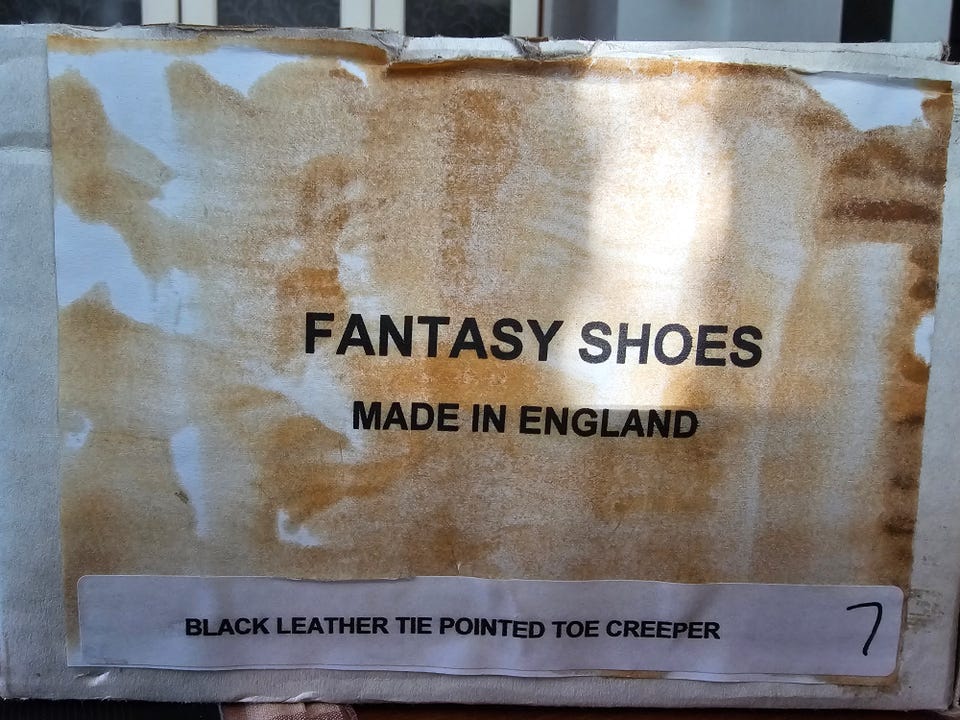 FANTASY SHOES
MADE IN ENGLAND
BLACK LEATHER TIE POINTED TOE CREEPER 7